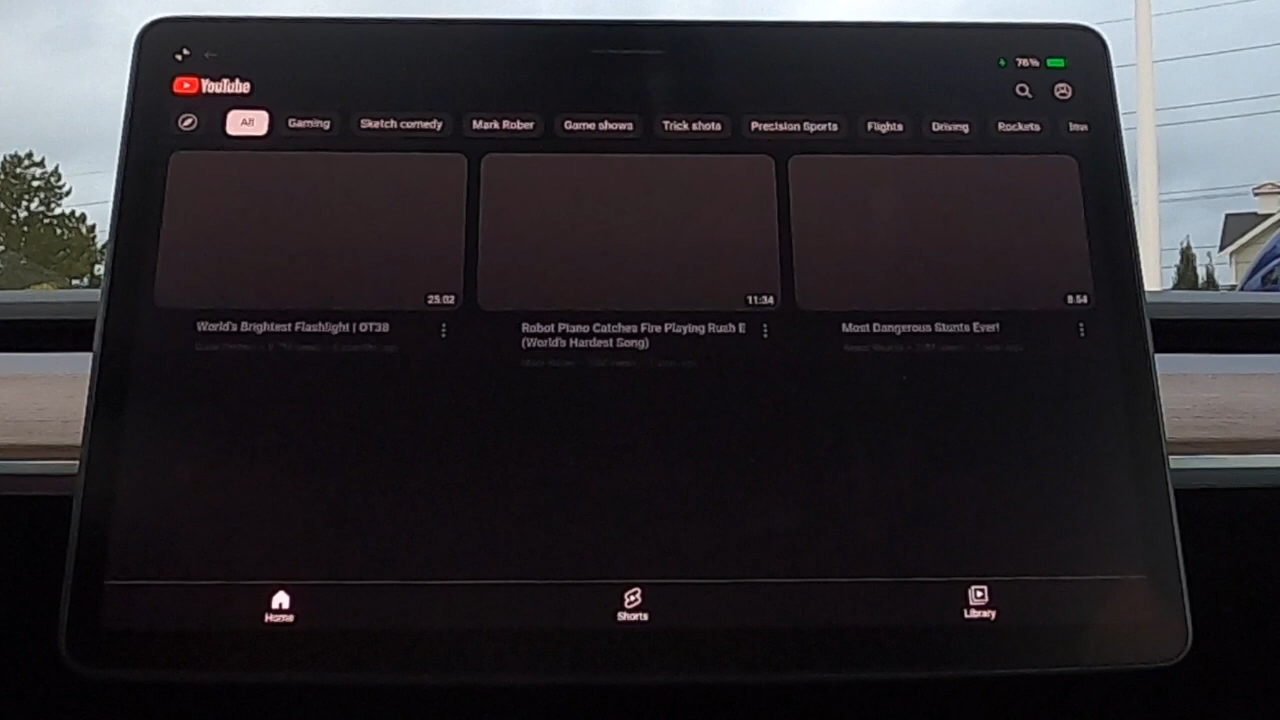 76%
YouTube
All Gaming Sketch comedy Mark Rober Game shows Trick shots Precision Sports Flights Driving Rockets
25:02
11:34
8:54
World's Brightest Flashlight | OT38
Robot Piano Catches Fire Playing Rush E
(World's Hardest Song)
Most Dangerous Stunts Ever!
Home
Shorts
Library